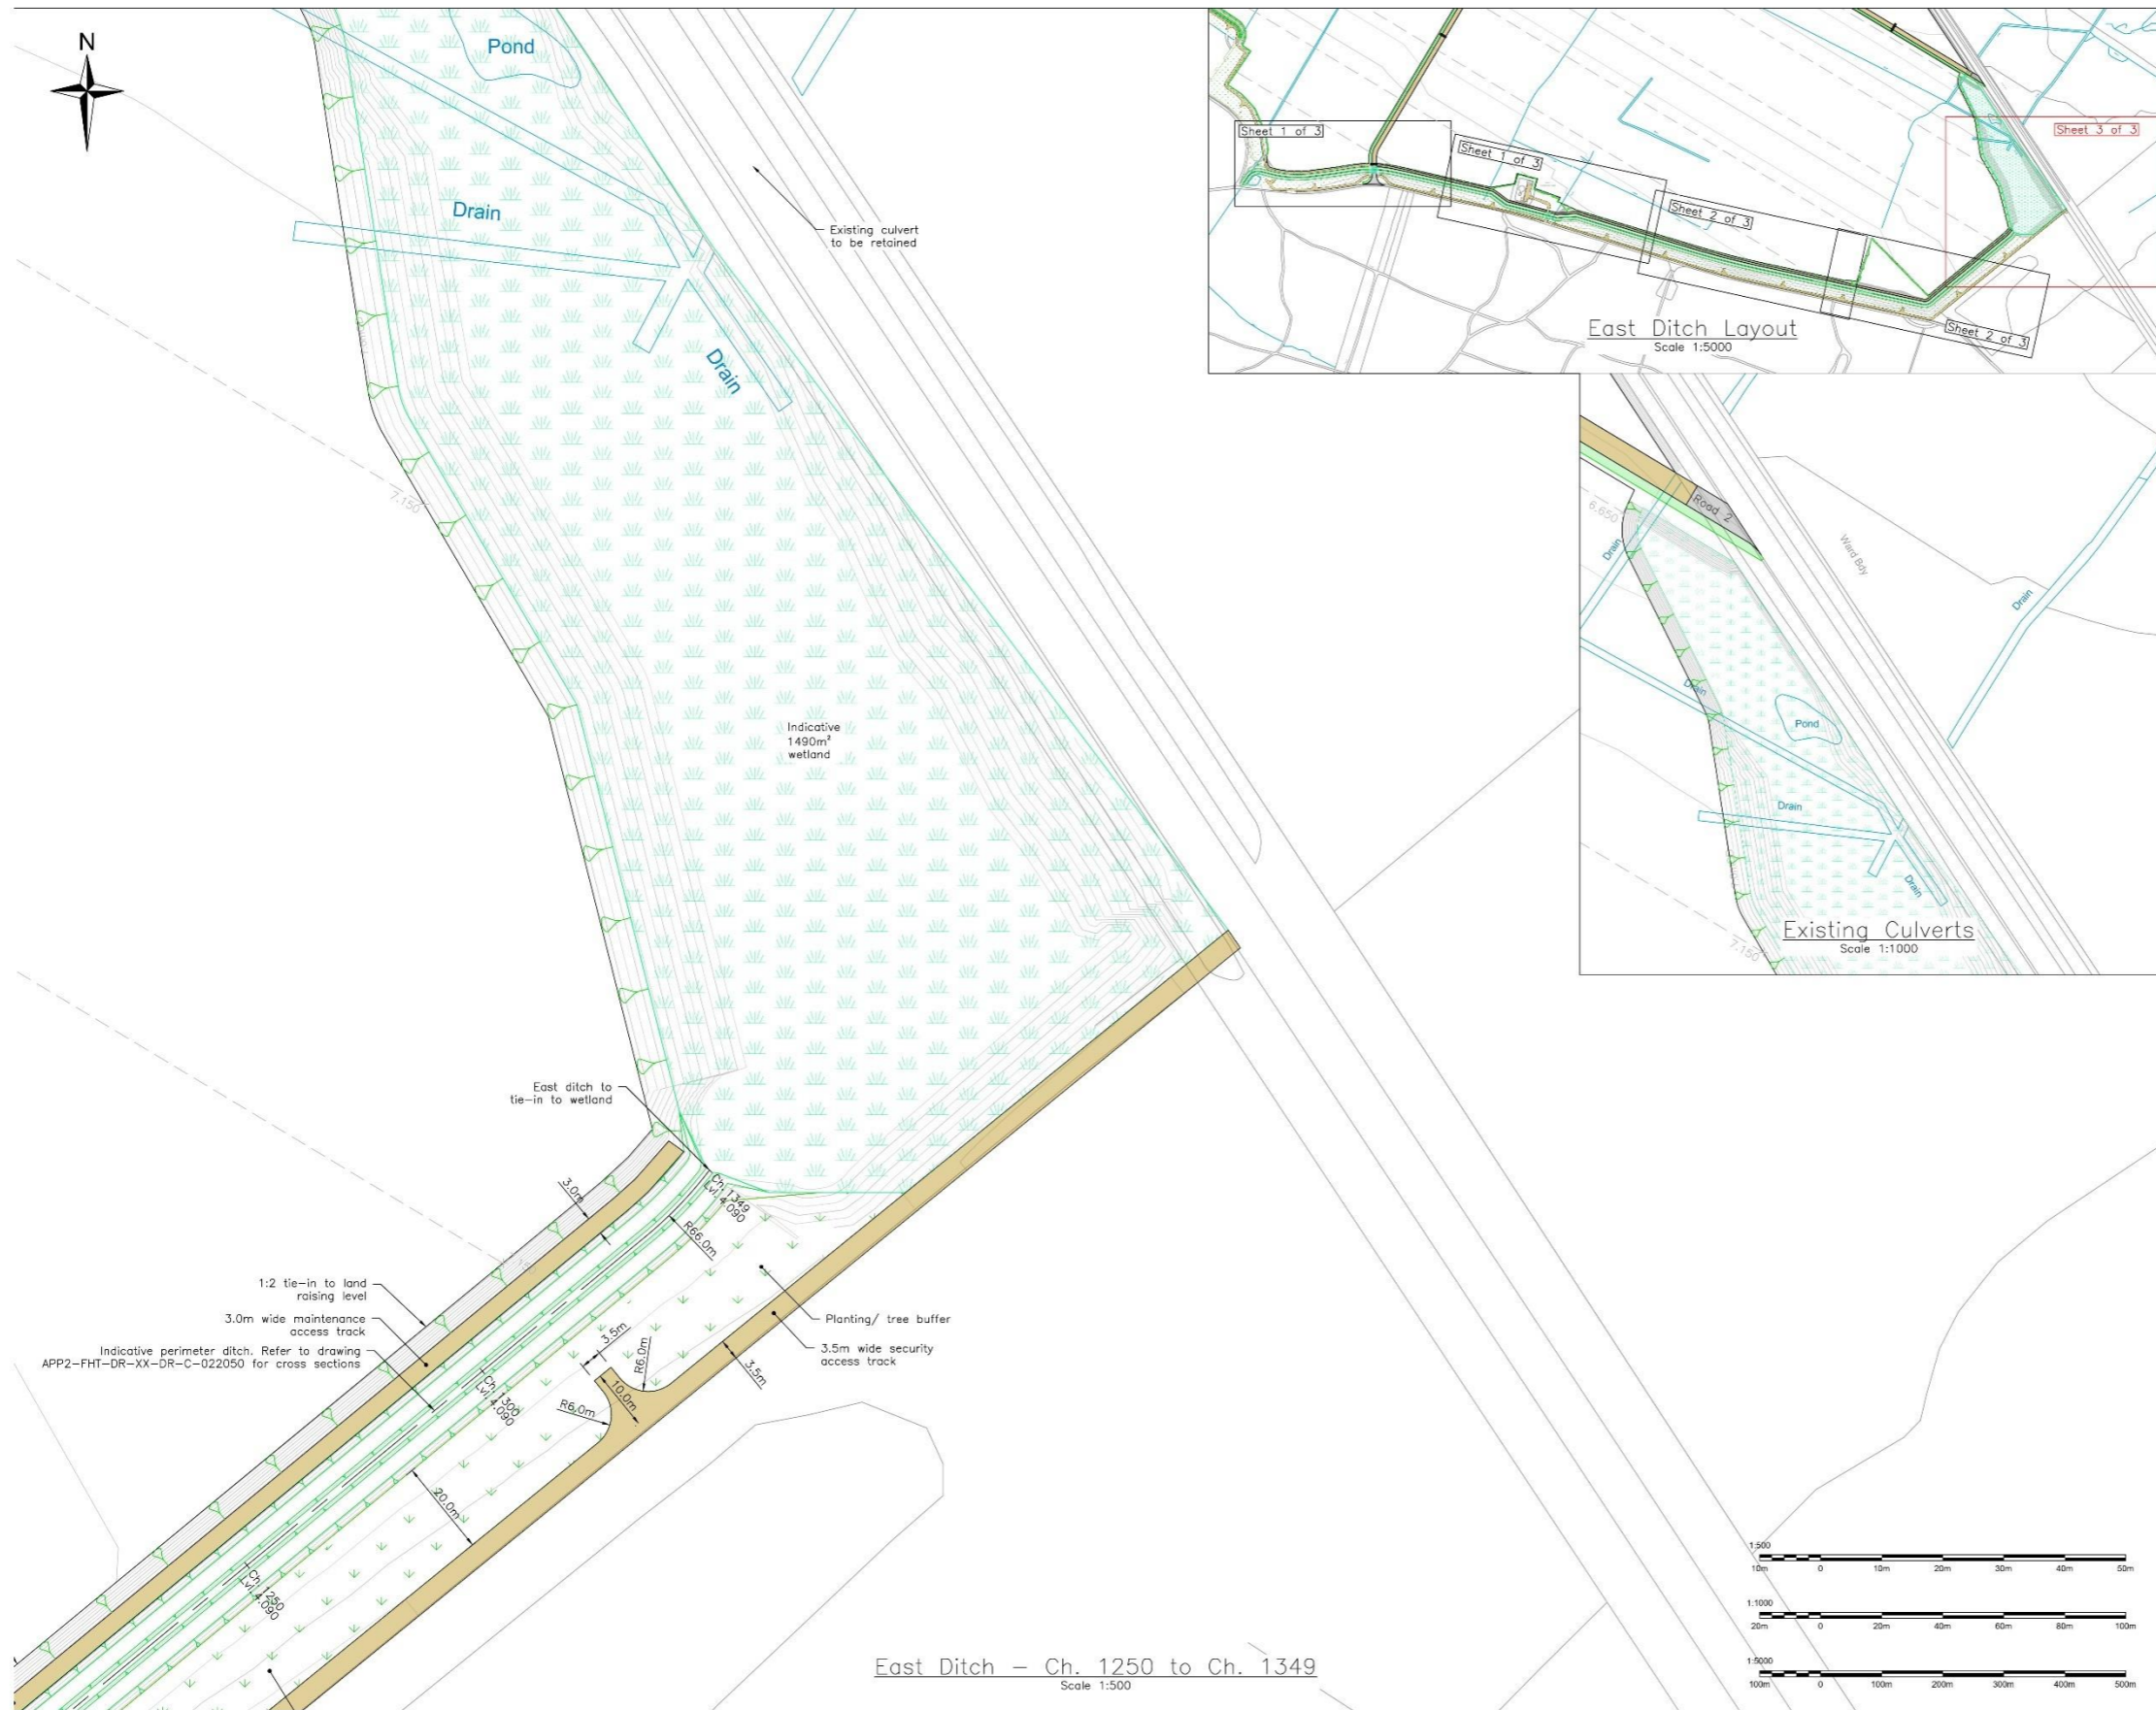 N
Pond
Drain
Drain
Existing culvert
to be retained
7.150
Indicative
1490m²
wetland
East ditch to
tie-in to wetland
3.0m
Ch. 1349
Lvl. 4.090
R66.0m
1:2 tie-in to land
raising level
3.0m wide maintenance
access track
Indicative perimeter ditch. Refer to drawing
APP2-FHT-DR-XX-DR-C-022050 for cross sections
Planting/ tree buffer
3.5m wide security
access track
3.5m
R6.0m
3.5m
10.0m
R6.0m
Ch. 1300
Lvl. 4.090
20.0m
Ch. 1250
Lvl. 4.090
East Ditch - Ch. 1250 to Ch. 1349
Scale 1:500
Sheet 1 of 3
Sheet 1 of 3
Sheet 2 of 3
Sheet 2 of 3
Sheet 3 of 3
East Ditch Layout
Scale 1:5000
Road 2
6.650
Drain
Ward Bdy
Drain
Drain
Pond
Drain
Drain
7.150
Existing Culverts
Scale 1:1000
1:500
10m 0 10m 20m 30m 40m 50m
1:1000
20m 0 20m 40m 60m 80m 100m
1:5000
100m 0 100m 200m 300m 400m 500m